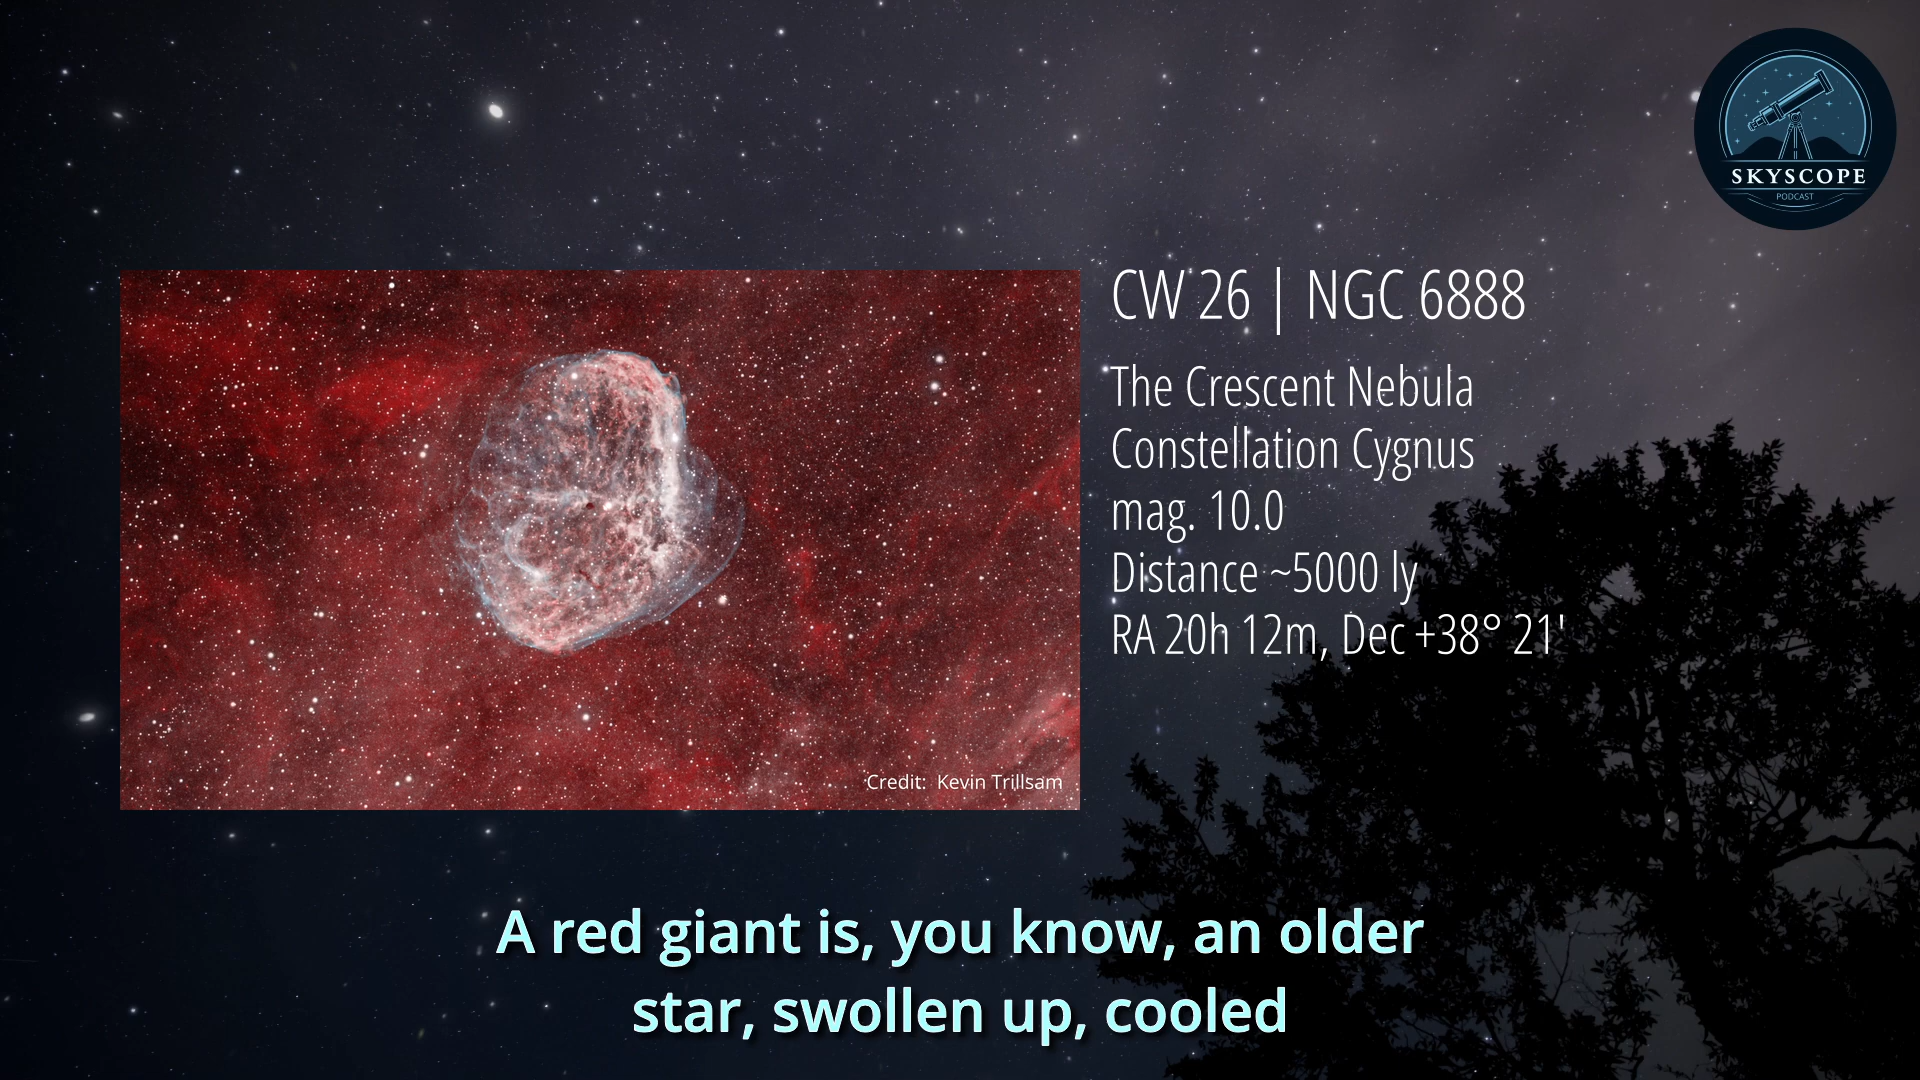 SKYSCOPE
PODCAST
CW 26 | NGC 6888
The Crescent Nebula
Constellation Cygnus
mag. 10.0
Distance ~5000 ly
RA 20h 12m, Dec +38° 21'
Credit: Kevin Trillsam
A red giant is, you know, an older
star, swollen up, cooled